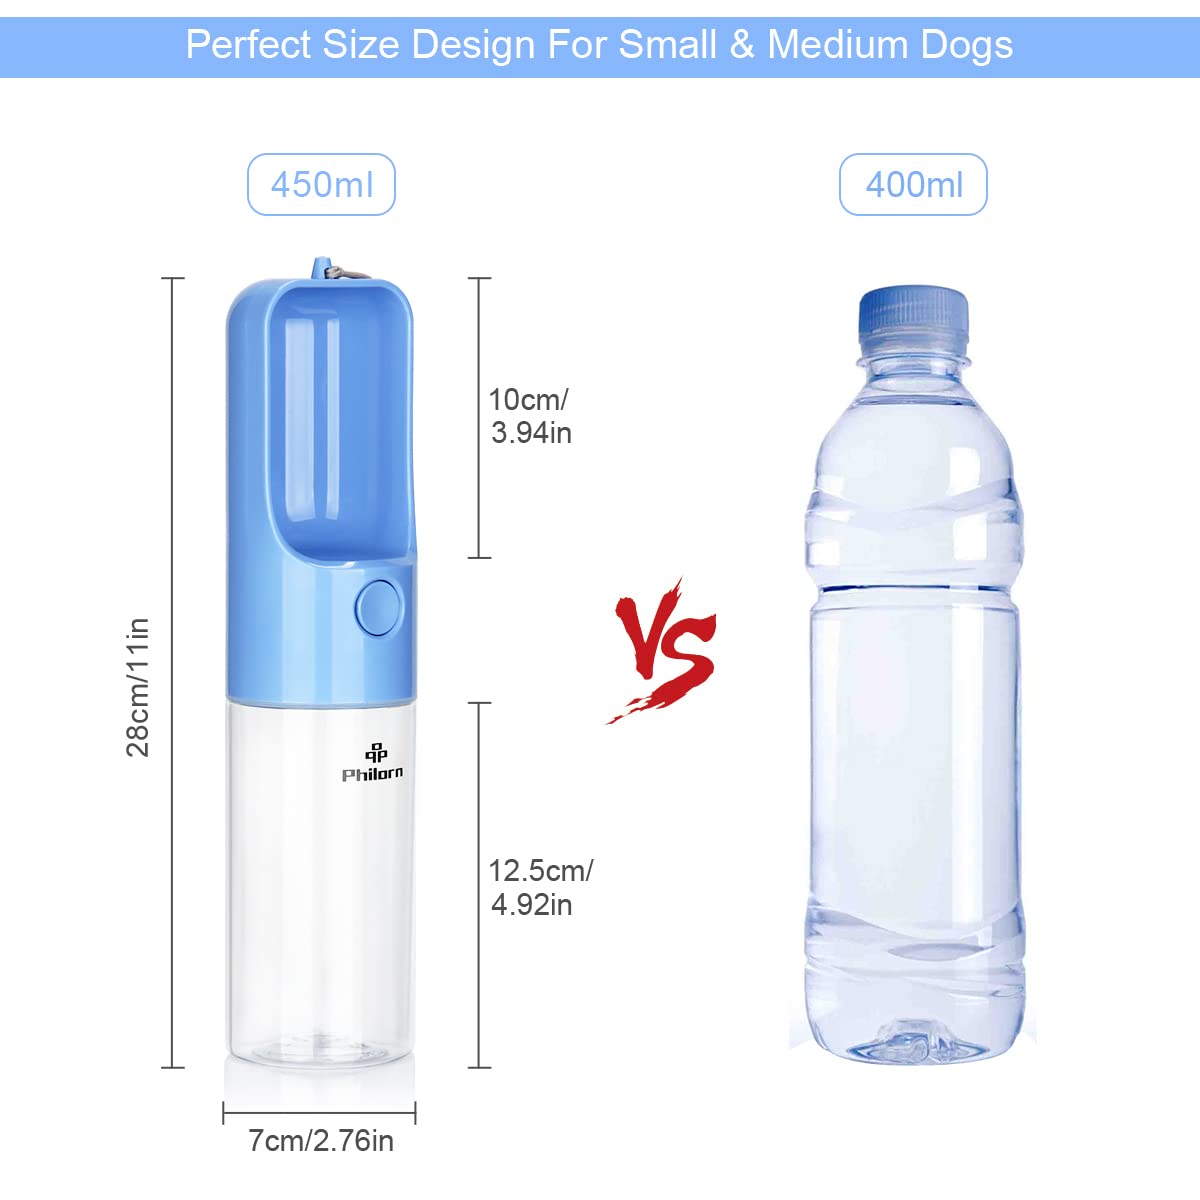 Perfect Size Design For Small & Medium Dogs
450ml
400ml
10cm/
3.94in
28cm/11in
VS
Philorn
12.5cm/
4.92in
7cm/2.76in